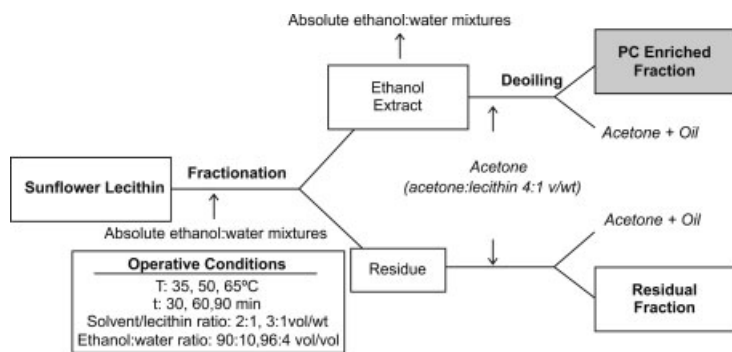 Absolute ethanol:water mixtures
PC Enriched
Fraction
Ethanol
Extract
Deoiling
Acetone + Oil
Fractionation
Sunflower Lecithin
Acetone
(acetone:lecithin 4:1 v/wt)
Absolute ethanol:water mixtures
Acetone + Oil
Residue
Residual
Fraction
Operative Conditions
T: 35, 50, 65ºC
t: 30, 60,90 min
Solvent/lecithin ratio: 2:1, 3:1vol/wt
Ethanol:water ratio: 90:10,96:4 vol/vol